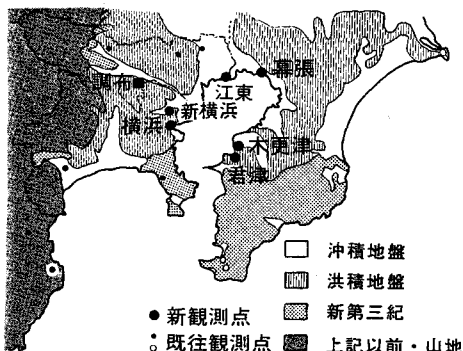 調布
江東
幕張
新横浜
横浜
木更津
君津
沖積地盤
洪積地盤
新第三紀
上記以前・山地
新観測点
既往観測点